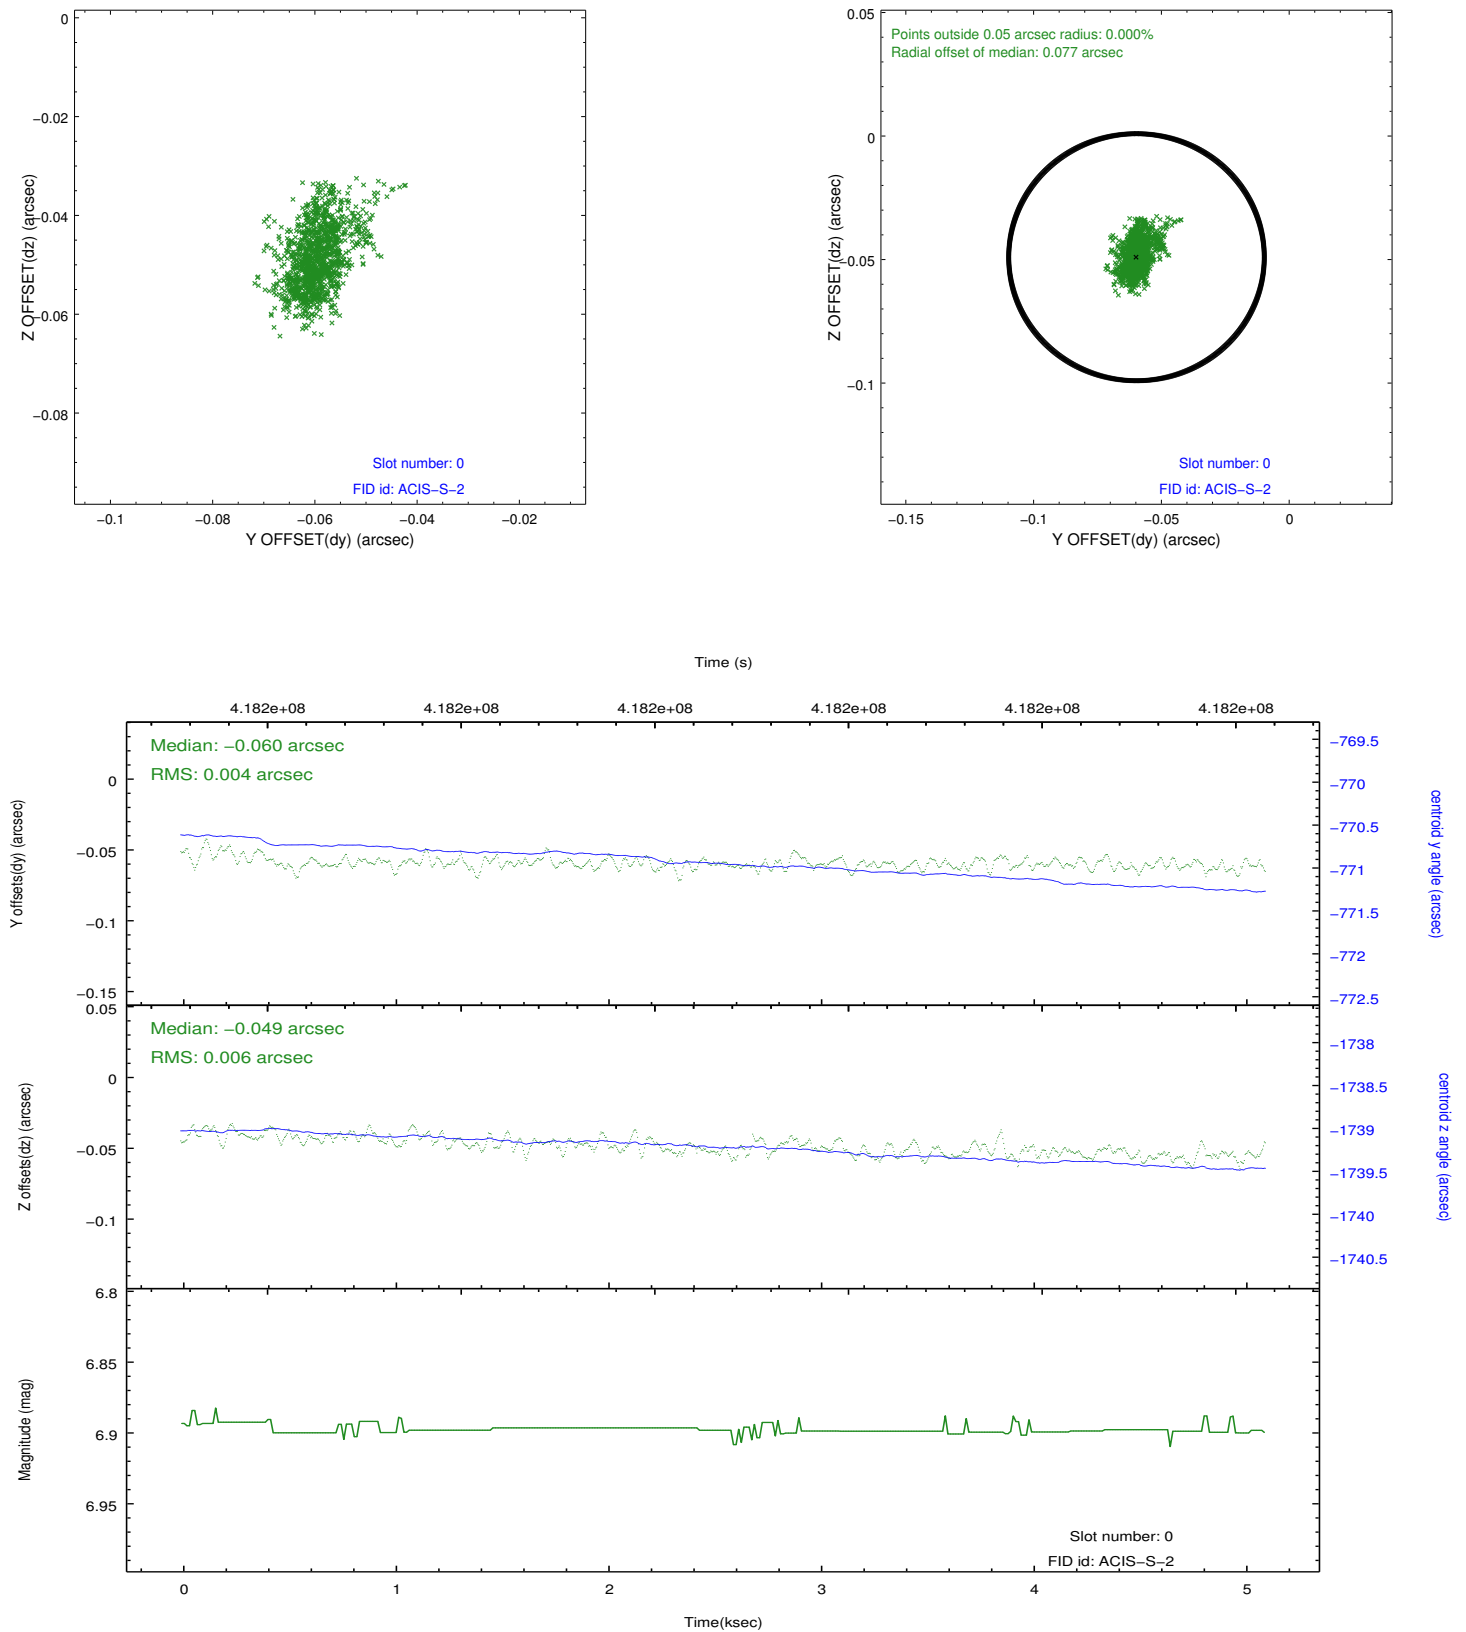 0
−0.02
−0.04
−0.06
−0.08
Z OFFSET(dz) (arcsec)
Slot number: 0
FID id: ACIS−S−2
−0.1
−0.08
−0.06
−0.04
−0.02
Y OFFSET(dy) (arcsec)
0.05
0
−0.05
−0.1
Z OFFSET(dz) (arcsec)
Points outside 0.05 arcsec radius: 0.000%
Radial offset of median: 0.077 arcsec
Slot number: 0
FID id: ACIS−S−2
−0.15
−0.1
−0.05
0
Y OFFSET(dy) (arcsec)
Time (s)
4.182e+08
4.182e+08
4.182e+08
4.182e+08
4.182e+08
4.182e+08
Median: −0.060 arcsec
RMS: 0.004 arcsec
0
−0.05
−0.1
−0.15
Y offsets(dy) (arcsec)
−769.5
−770
−770.5
−771
−771.5
−772
−772.5
centroid y angle (arcsec)
Median: −0.049 arcsec
RMS: 0.006 arcsec
0.05
0
−0.05
−0.1
Z offsets(dz) (arcsec)
−1738
−1738.5
−1739
−1739.5
−1740
−1740.5
centroid z angle (arcsec)
6.8
6.85
6.9
6.95
Magnitude (mag)
Slot number: 0
FID id: ACIS−S−2
0
1
2
3
4
5
Time(ksec)